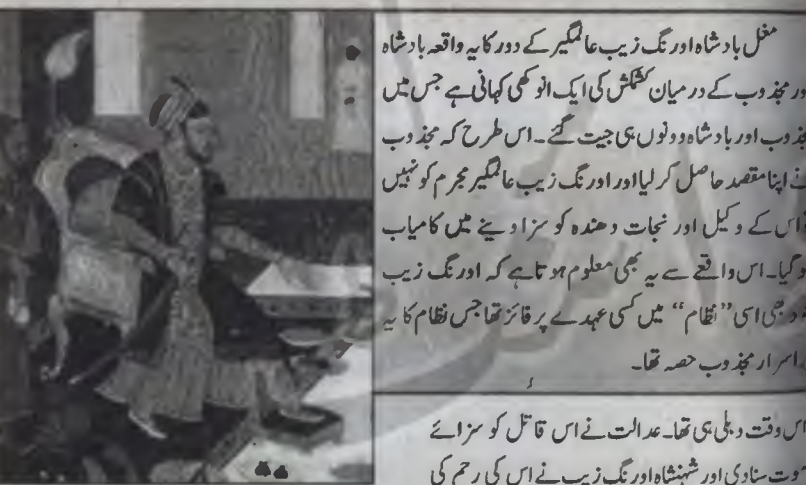 مغل بادشاہ اورنگ زیب عالمگیر کے دور کا یہ واقعہ بادشاہ
ور مجذوب کے درمیان کشمکش کی ایک انوکھی کہانی ہے جس میں
جذوب اور بادشاہ دونوں ہی جیت گئے۔ اس طرح کہ مجذوب
نے اپنا مقصد حاصل کر لیا اور اورنگ زیب عالمگیر مجرم کو نہیں
اس کے وکیل اور نجات دھندہ کو سزا دینے میں کامیاب
و گیا۔ اس واقعے سے یہ بھی معلوم ہوتا ہے کہ اورنگ زیب
ود بھی اسی ”نظام“ میں کسی عہدے پر فائز تھا جس نظام کا یہ
اسرار مجذوب حصہ تھا۔
اس وقت دہلی ہی تھا۔ عدالت نے اس قاتل کو سزائے
موت سنادی اور شہنشاہ اورنگ زیب نے اس کی رحم کی